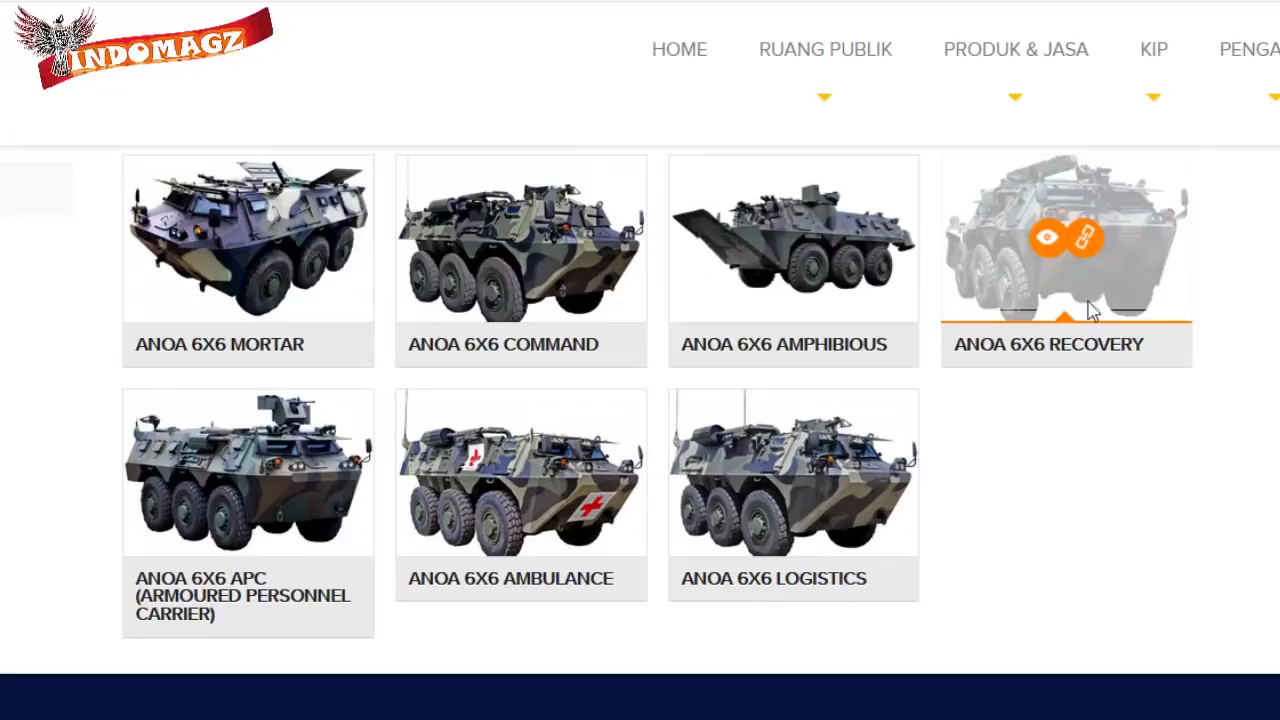 INDOMAGZ
HOME RUANG PUBLIK PRODUK & JASA KIP PENGA
ANOA 6X6 MORTAR
ANOA 6X6 COMMAND
ANOA 6X6 AMPHIBIOUS
ANOA 6X6 RECOVERY
ANOA 6X6 APC
(ARMOURED PERSONNEL
CARRIER)
ANOA 6X6 AMBULANCE
ANOA 6X6 LOGISTICS